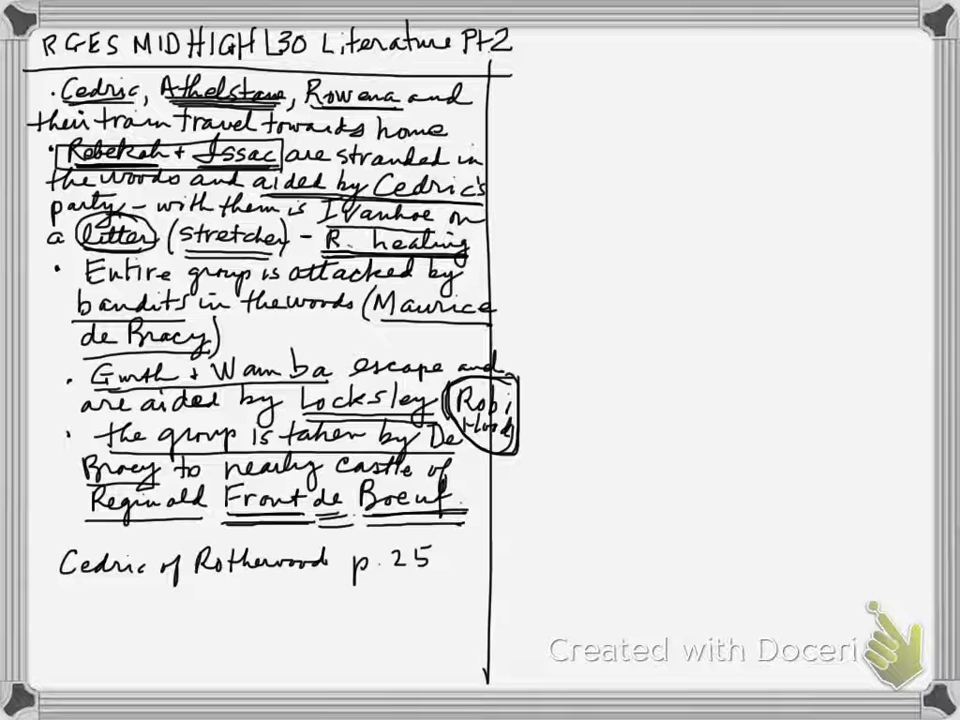 RGES MIDHIGH L30 Literature Pt 2
· Cedric, Athelstane, Rowena and
their train travel towards home
· Rebekah + Issac are stranded in
the woods and aided by Cedric's
party - with them is Ivanhoe on
a litter (stretcher) - R. healing
· Entire group is attacked by
bandits in the woods (Maurice
de Bracy)
· Gurth + Wamba escape and
are aided by Locksley (Robi
Hood)
· the group is taken by De
Bracy to nearby castle of
Reginald Front de Boeuf.
Cedric of Rotherwood p. 25
Created with Doceri